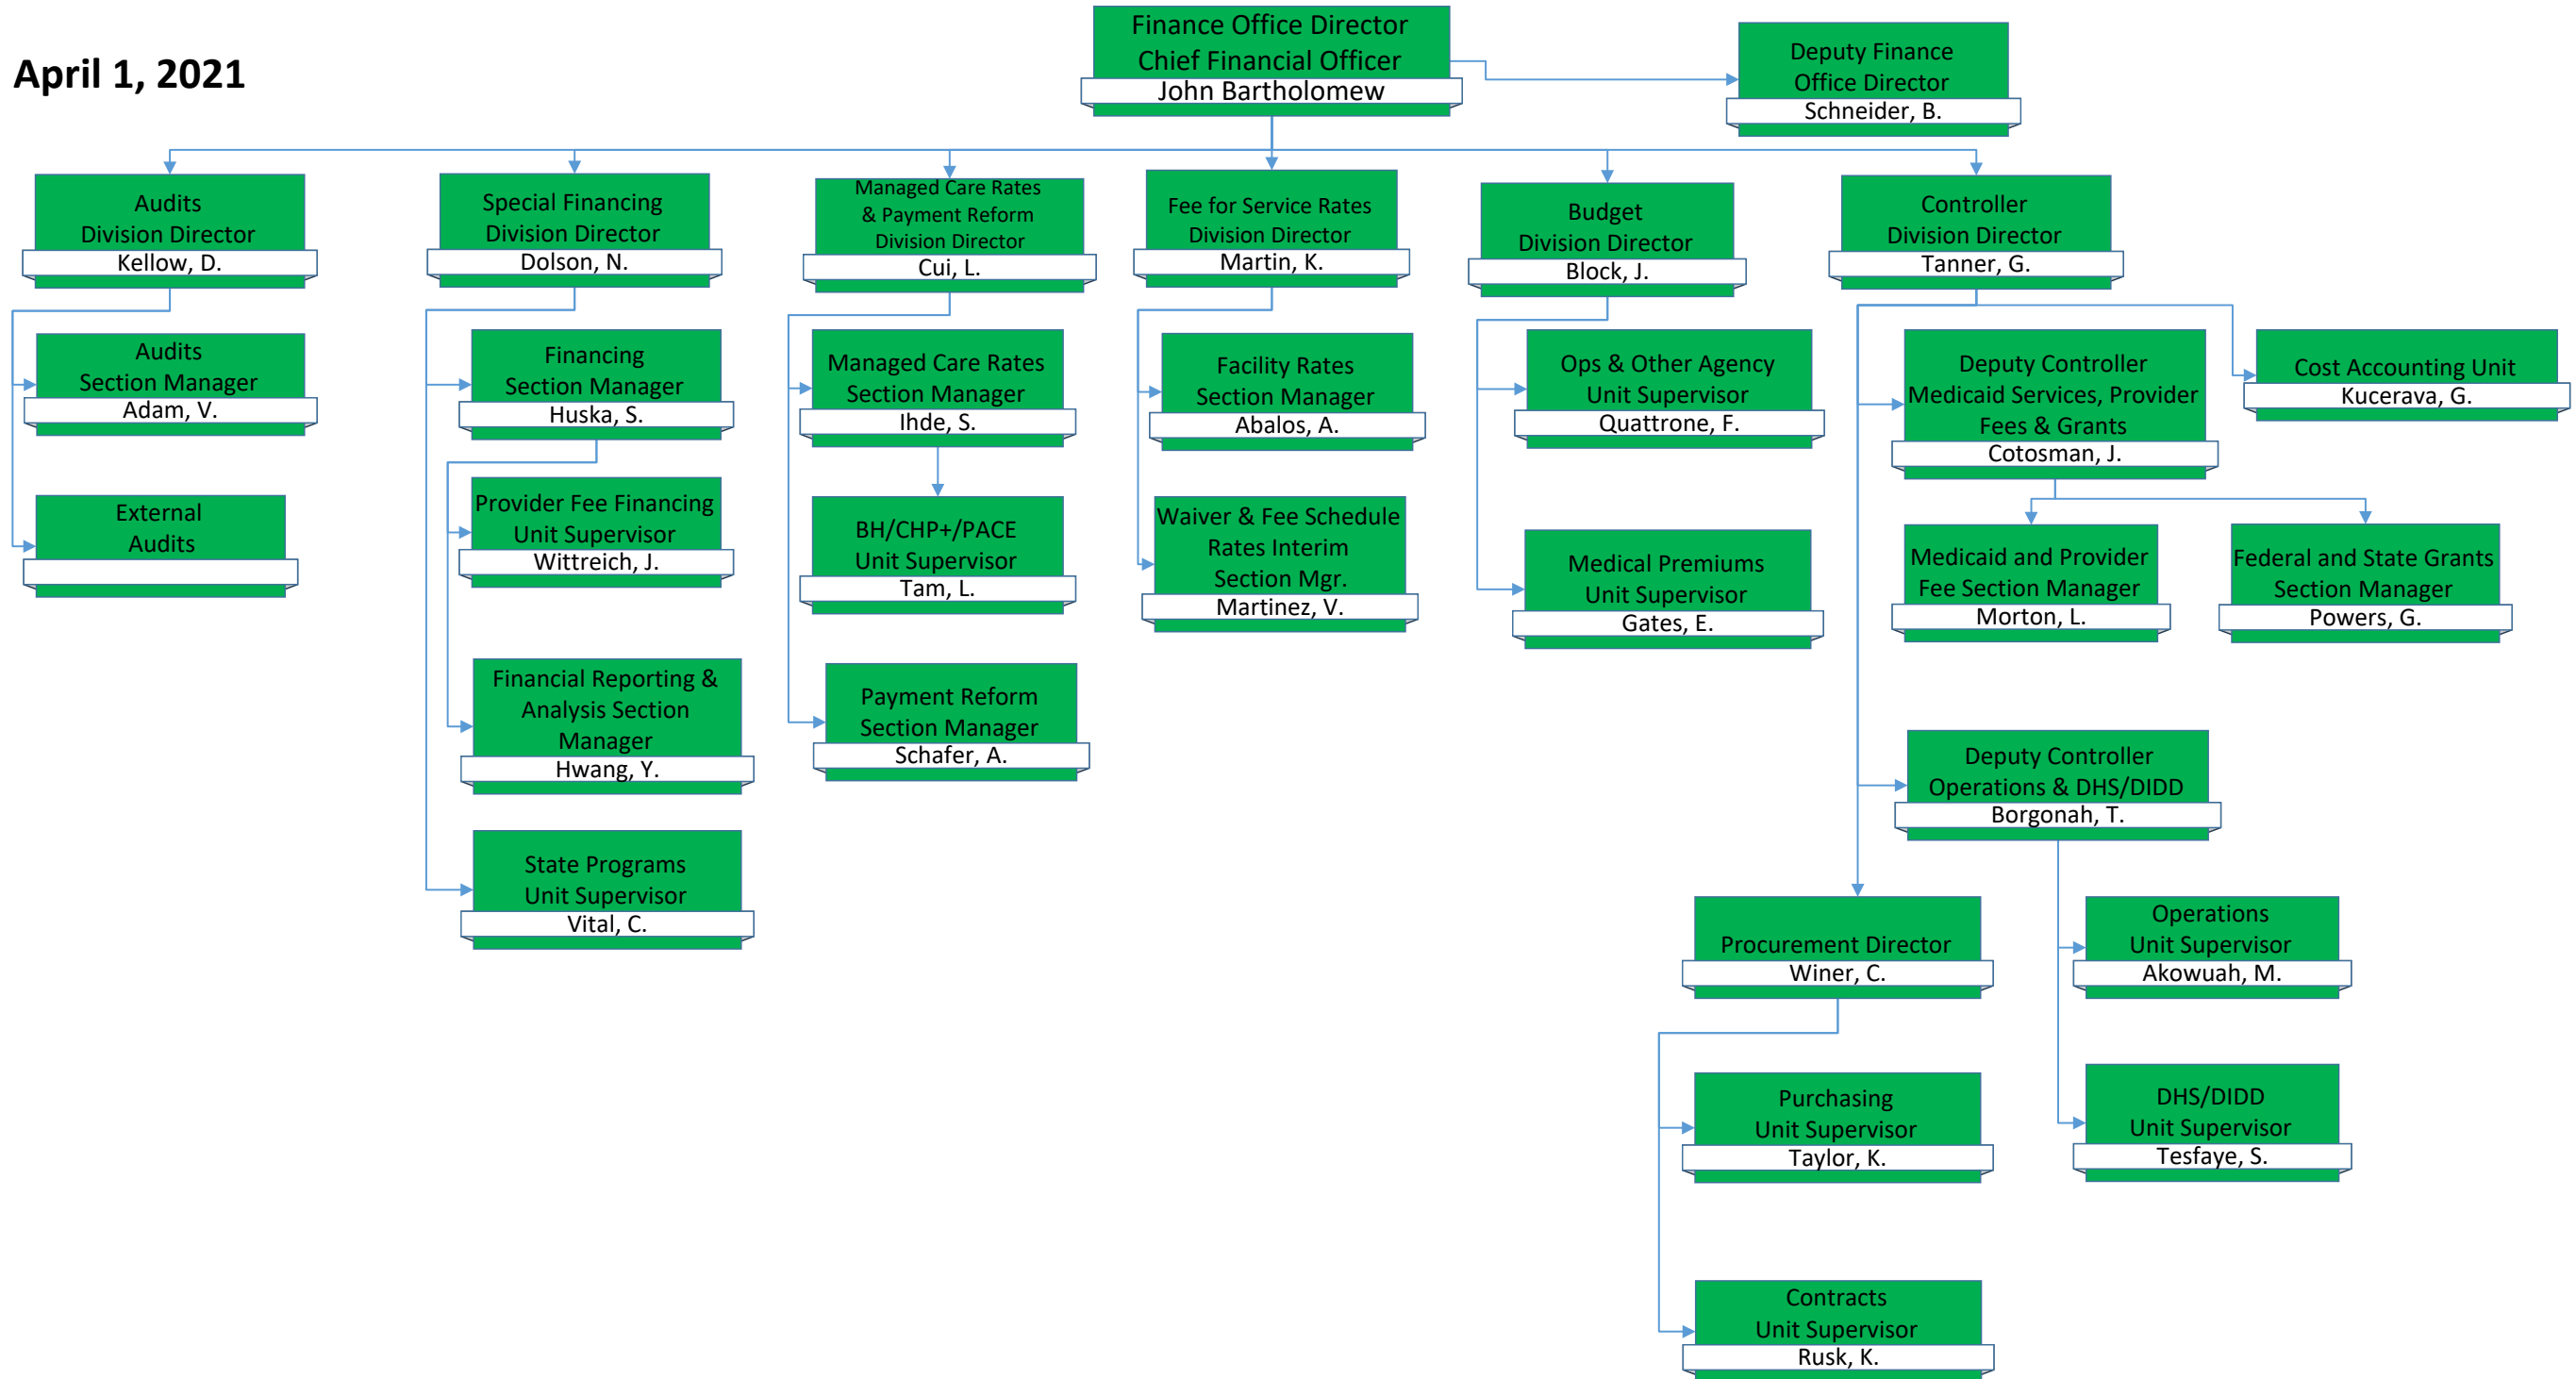 April 1, 2021
Finance Office Director
Chief Financial Officer
John Bartholomew
Deputy Finance
Office Director
Schneider, B.
Audits
Division Director
Kellow, D.
Audits
Section Manager
Adam, V.
External
Audits
Special Financing
Division Director
Dolson, N.
Financing
Section Manager
Huska, S.
Provider Fee Financing
Unit Supervisor
Wittreich, J.
Financial Reporting &
Analysis Section
Manager
Hwang, Y.
State Programs
Unit Supervisor
Vital, C.
Managed Care Rates
& Payment Reform
Division Director
Cui, L.
Managed Care Rates
Section Manager
Ihde, S.
BH/CHP+/PACE
Unit Supervisor
Tam, L.
Payment Reform
Section Manager
Schafer, A.
Fee for Service Rates
Division Director
Martin, K.
Facility Rates
Section Manager
Abalos, A.
Waiver & Fee Schedule
Rates Interim
Section Mgr.
Martinez, V.
Budget
Division Director
Block, J.
Ops & Other Agency
Unit Supervisor
Quattrone, F.
Medical Premiums
Unit Supervisor
Gates, E.
Controller
Division Director
Tanner, G.
Deputy Controller
Medicaid Services, Provider
Fees & Grants
Cotosman, J.
Cost Accounting Unit
Kucerava, G.
Medicaid and Provider
Fee Section Manager
Morton, L.
Federal and State Grants
Section Manager
Powers, G.
Deputy Controller
Operations & DHS/DIDD
Borgonah, T.
Operations
Unit Supervisor
Akowuah, M.
DHS/DIDD
Unit Supervisor
Tesfaye, S.
Procurement Director
Winer, C.
Purchasing
Unit Supervisor
Taylor, K.
Contracts
Unit Supervisor
Rusk, K.